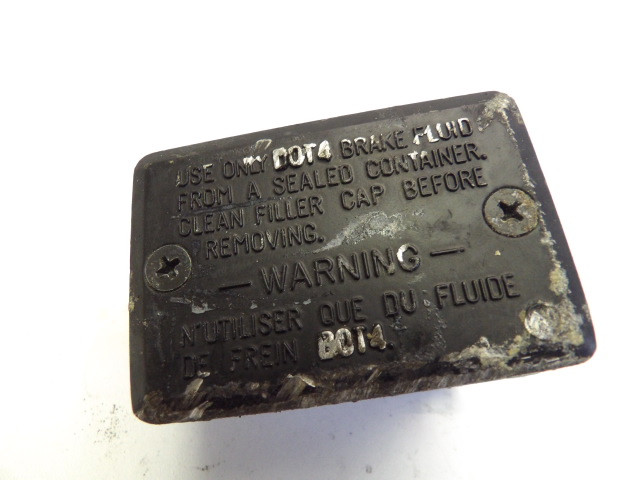 USE ONLY DOT4 BRAKE FLUID
FROM A SEALED CONTAINER.
CLEAN FILLER CAP BEFORE
REMOVING.
— WARNING —
N'UTILISER QUE DU FLUIDE
DE FREIN DOT4.